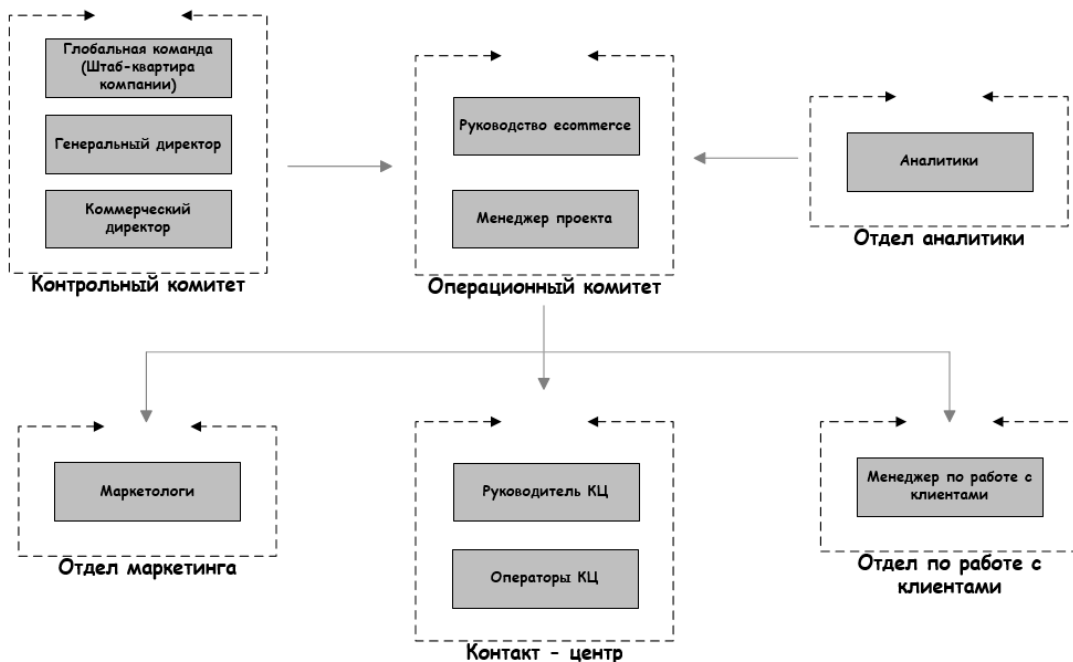 Глобальная команда
(Штаб-квартира
компании)
Генеральный директор
Коммерческий
директор
Контрольный комитет
Руководство ecommerce
Менеджер проекта
Операционный комитет
Аналитики
Отдел аналитики
Маркетологи
Отдел маркетинга
Руководитель КЦ
Операторы КЦ
Контакт - центр
Менеджер по работе с
клиентами
Отдел по работе с
клиентами